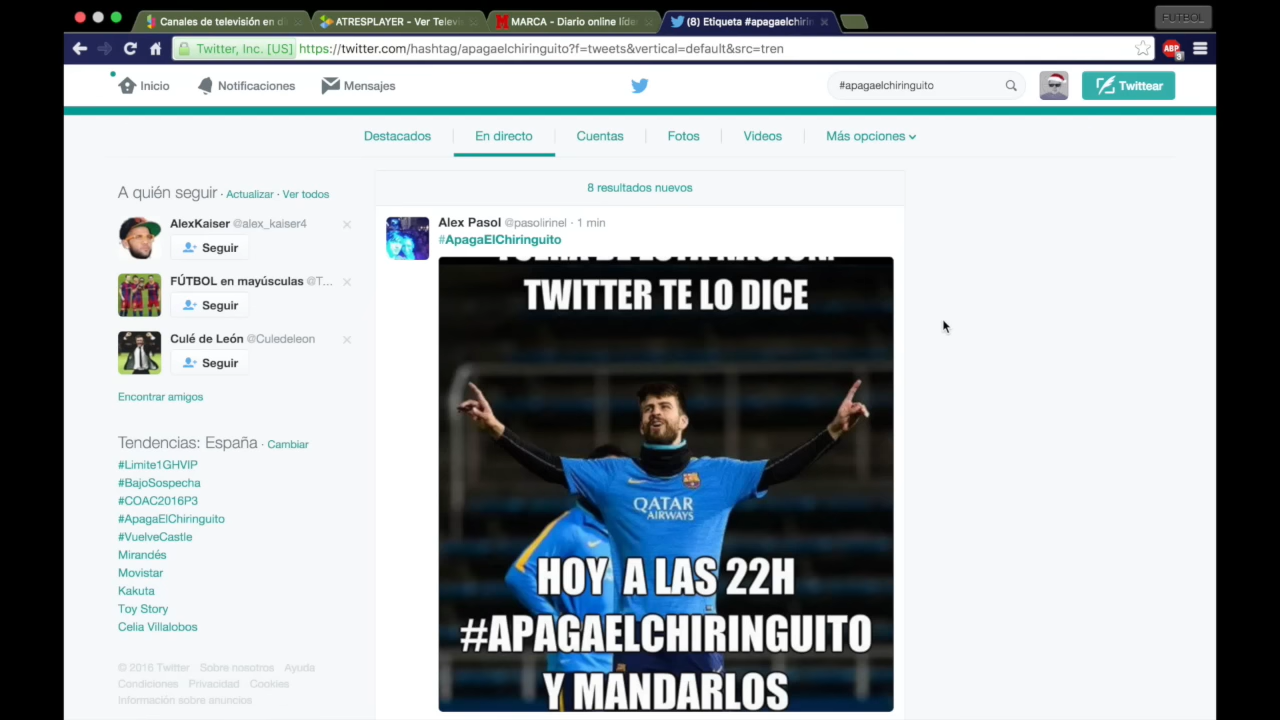 Canales de televisión en di
ATRESPLAYER - Ver Televis
MARCA - Diario online líde
(8) Etiqueta #apagaelchirin
FUTBOL
Twitter, Inc. [US] https://twitter.com/hashtag/apagaelchiringuito?f=tweets&vertical=default&src=tren
ABP
Inicio
Notificaciones
Mensajes
#apagaelchiringuito
Twittear
Destacados
En directo
Cuentas
Fotos
Videos
Más opciones
A quién seguir · Actualizar · Ver todos
AlexKaiser @alex_kaiser4
Seguir
FÚTBOL en mayúsculas @T...
Seguir
Culé de León @Culedeleon
Seguir
Encontrar amigos
Tendencias: España · Cambiar
#Limite1GHVIP
#BajoSospecha
#COAC2016P3
#ApagaElChiringuito
#VuelveCastle
Mirandés
Movistar
Kakuta
Toy Story
Celia Villalobos
© 2016 Twitter Sobre nosotros Ayuda
Condiciones Privacidad Cookies
Información sobre anuncios
8 resultados nuevos
Alex Pasol @pasolirinel · 1 min
#ApagaElChiringuito
TWITTER TE LO DICE
QATAR
AIRWAYS
HOY A LAS 22H
#APAGAELCHIRINGUITO
Y MANDARLOS